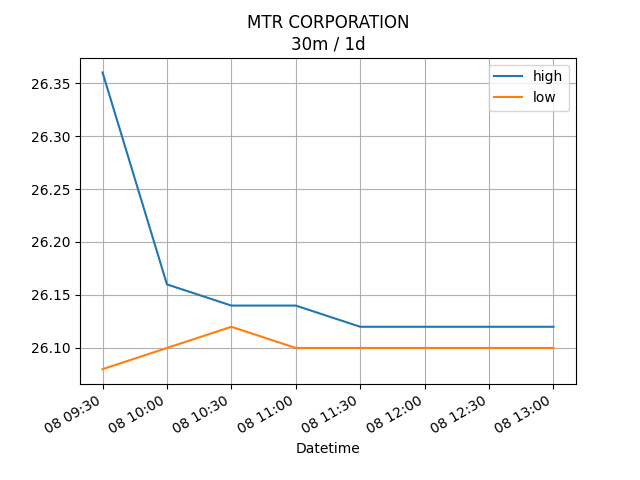 MTR CORPORATION
30m / 1d
high
low
26.35
26.30
26.25
26.20
26.15
26.10
08 09:30
08 10:00
08 10:30
08 11:00
08 11:30
08 12:00
08 12:30
08 13:00
Datetime